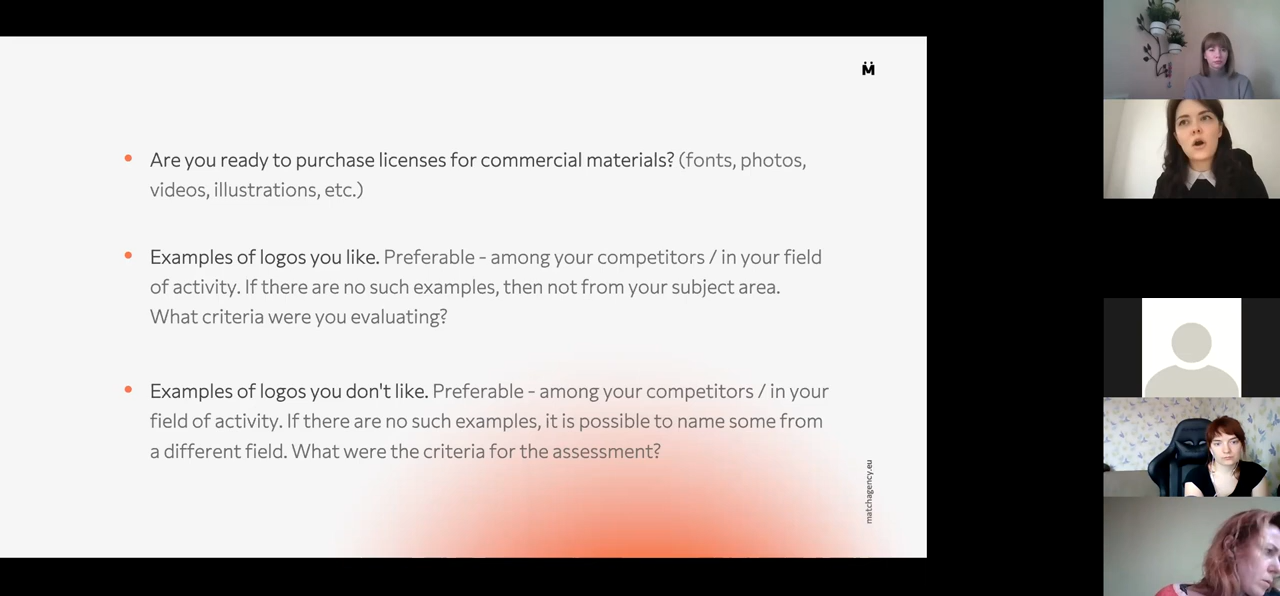 M̈
Are you ready to purchase licenses for commercial materials? (fonts, photos,
videos, illustrations, etc.)
Examples of logos you like. Preferable - among your competitors / in your field
of activity. If there are no such examples, then not from your subject area.
What criteria were you evaluating?
Examples of logos you don't like. Preferable - among your competitors / in your
field of activity. If there are no such examples, it is possible to name some from
a different field. What were the criteria for the assessment?
matchagency.eu